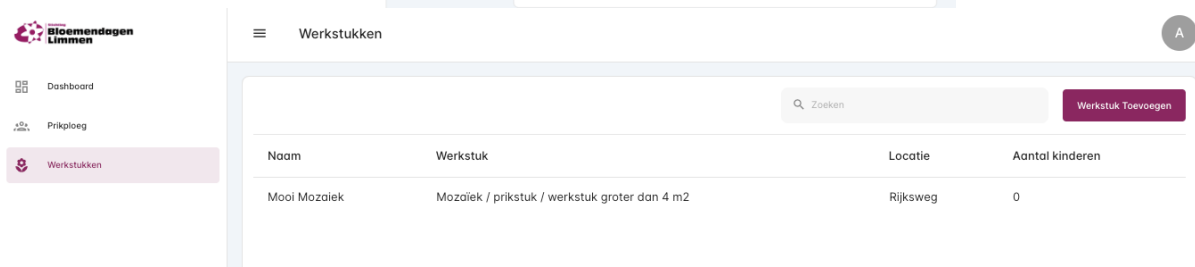 Bloemendagen
Limmen
Werkstukken
A
Dashboard
Prikploeg
Werkstukken
Zoeken
Werkstuk Toevoegen
Naam Werkstuk Locatie Aantal kinderen
Mooi Mozaiek Mozaïek / prikstuk / werkstuk groter dan 4 m2 Rijksweg 0